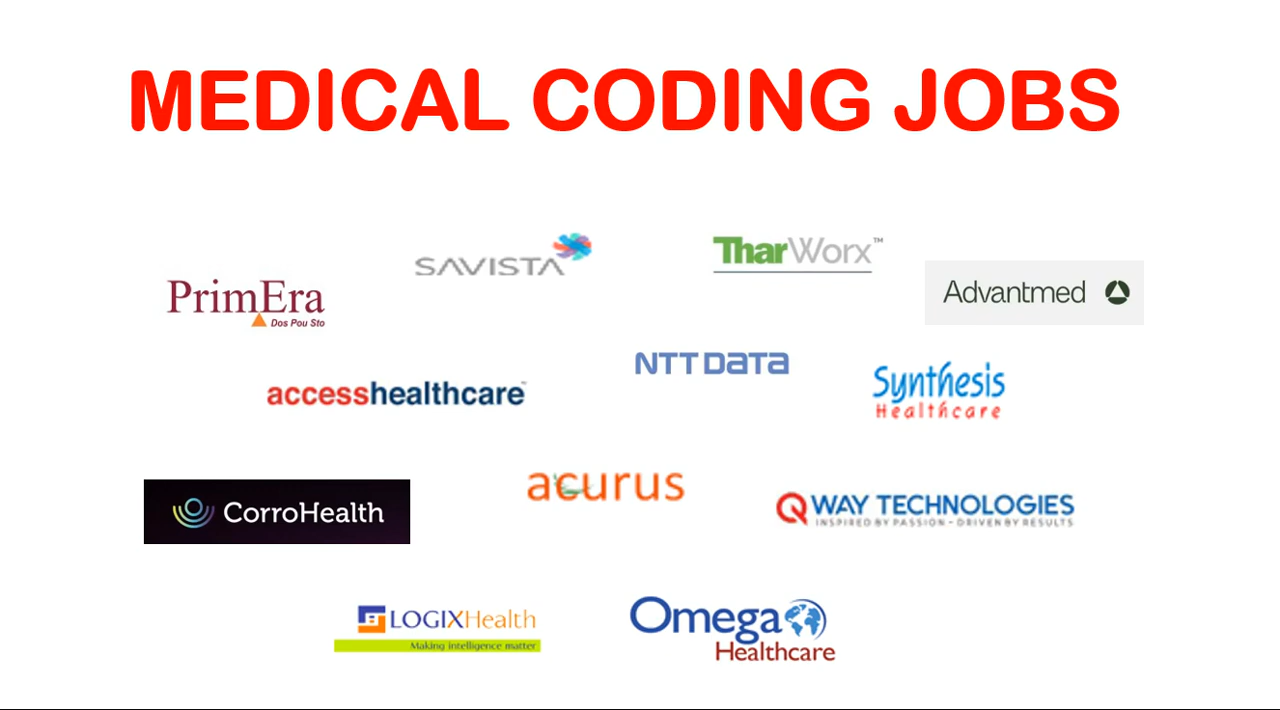 MEDICAL CODING JOBS
SAVISTA
TharWorx™
PrimEra
Dos Pou Sto
Advantmed
NTT DATA
accesshealthcare™
Synthesis
Healthcare
acurus
CorroHealth
QWAY TECHNOLOGIES
INSPIRED BY PASSION - DRIVEN BY RESULTS
LOGIXHealth
Making intelligence matter
Omega
Healthcare